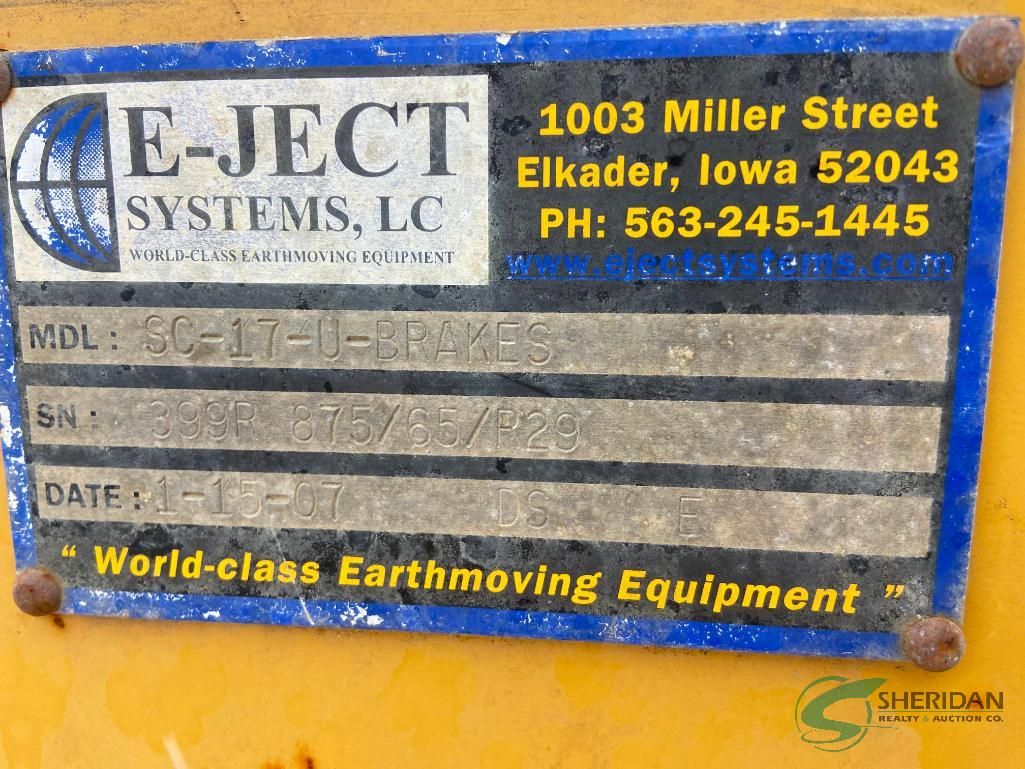 E-JECT
SYSTEMS, LC
WORLD-CLASS EARTHMOVING EQUIPMENT
1003 Miller Street
Elkader, Iowa 52043
PH: 563-245-1445
www.ejectsystems.com
MDL: SC-17-U-BRAKES
SN: 399R 875/65/R29
DATE: 1-15-07 DS E
“ World-class Earthmoving Equipment ”
SHERIDAN
REALTY & AUCTION CO.